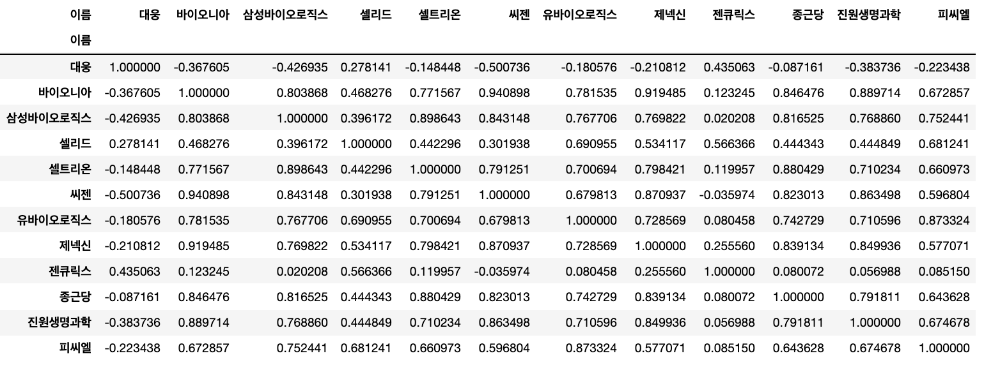 이름 대웅 바이오니아 삼성바이오로직스 셀리드 셀트리온 씨젠 유바이오로직스 제넥신 젠큐릭스 종근당 진원생명과학 피씨엘
이름
대웅 1.000000 -0.367605 -0.426935 0.278141 -0.148448 -0.500736 -0.180576 -0.210812 0.435063 -0.087161 -0.383736 -0.223438
바이오니아 -0.367605 1.000000 0.803868 0.468276 0.771567 0.940898 0.781535 0.919485 0.123245 0.846476 0.889714 0.672857
삼성바이오로직스 -0.426935 0.803868 1.000000 0.396172 0.898643 0.843148 0.767706 0.769822 0.020208 0.816525 0.768860 0.752441
셀리드 0.278141 0.468276 0.396172 1.000000 0.442296 0.301938 0.690955 0.534117 0.566366 0.444343 0.444849 0.681241
셀트리온 -0.148448 0.771567 0.898643 0.442296 1.000000 0.791251 0.700694 0.798421 0.119957 0.880429 0.710234 0.660973
씨젠 -0.500736 0.940898 0.843148 0.301938 0.791251 1.000000 0.679813 0.870937 -0.035974 0.823013 0.863498 0.596804
유바이오로직스 -0.180576 0.781535 0.767706 0.690955 0.700694 0.679813 1.000000 0.728569 0.080458 0.742729 0.710596 0.873324
제넥신 -0.210812 0.919485 0.769822 0.534117 0.798421 0.870937 0.728569 1.000000 0.255560 0.839134 0.849936 0.577071
젠큐릭스 0.435063 0.123245 0.020208 0.566366 0.119957 -0.035974 0.080458 0.255560 1.000000 0.080072 0.056988 0.085150
종근당 -0.087161 0.846476 0.816525 0.444343 0.880429 0.823013 0.742729 0.839134 0.080072 1.000000 0.791811 0.643628
진원생명과학 -0.383736 0.889714 0.768860 0.444849 0.710234 0.863498 0.710596 0.849936 0.056988 0.791811 1.000000 0.674678
피씨엘 -0.223438 0.672857 0.752441 0.681241 0.660973 0.596804 0.873324 0.577071 0.085150 0.643628 0.674678 1.000000